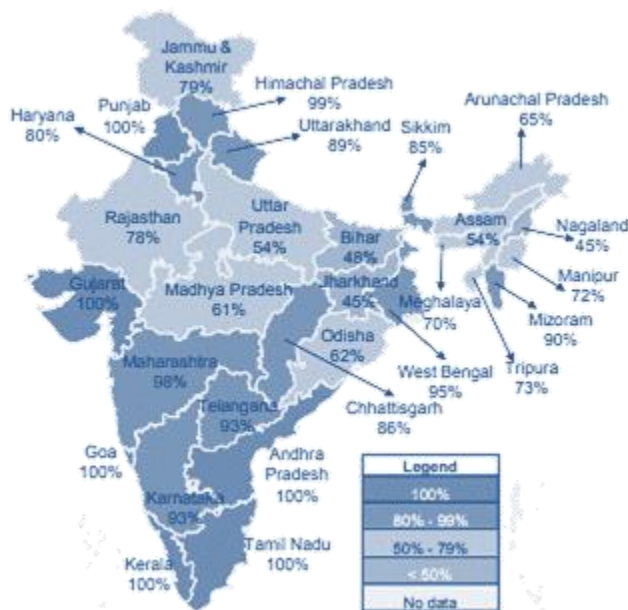 Jammu &
Kashmir
79%
Himachal Pradesh
99%
Punjab
100%
Haryana
80%
Uttarakhand
89%
Sikkim
85%
Arunachal Pradesh
65%
Rajasthan
78%
Uttar
Pradesh
54%
Bihar
48%
Assam
54%
Nagaland
45%
Gujarat
100%
Madhya Pradesh
61%
Jharkhand
45%
Meghalaya
70%
Manipur
72%
Mizoram
90%
Odisha
62%
Maharashtra
98%
West Bengal
95%
Tripura
73%
Telangana
93%
Chhattisgarh
86%
Goa
100%
Andhra
Pradesh
100%
Karnataka
93%
Kerala
100%
Tamil Nadu
100%
Legend
100%
80% - 99%
50% - 79%
< 50%
No data